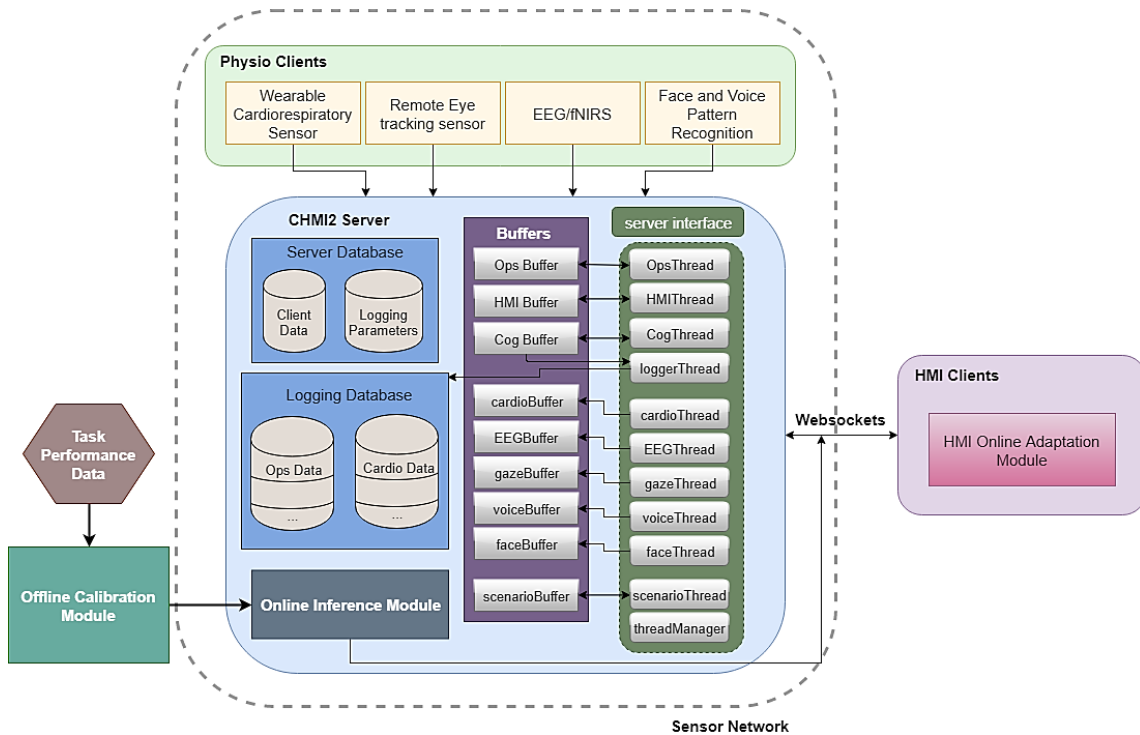 Physio Clients
Wearable
Cardiorespiratory
Sensor
Remote Eye
tracking sensor
EEG/fNIRS
Face and Voice
Pattern
Recognition
CHMI2 Server
Server Database
Client
Data
Logging
Parameters
Logging Database
Ops Data
...
Cardio Data
...
Online Inference Module
Buffers
Ops Buffer
HMI Buffer
Cog Buffer
cardioBuffer
EEGBuffer
gazeBuffer
voiceBuffer
faceBuffer
scenarioBuffer
server interface
OpsThread
HMIThread
CogThread
loggerThread
cardioThread
EEGThread
gazeThread
voiceThread
faceThread
scenarioThread
threadManager
Task
Performance
Data
Offline Calibration
Module
Websockets
HMI Clients
HMI Online Adaptation
Module
Sensor Network